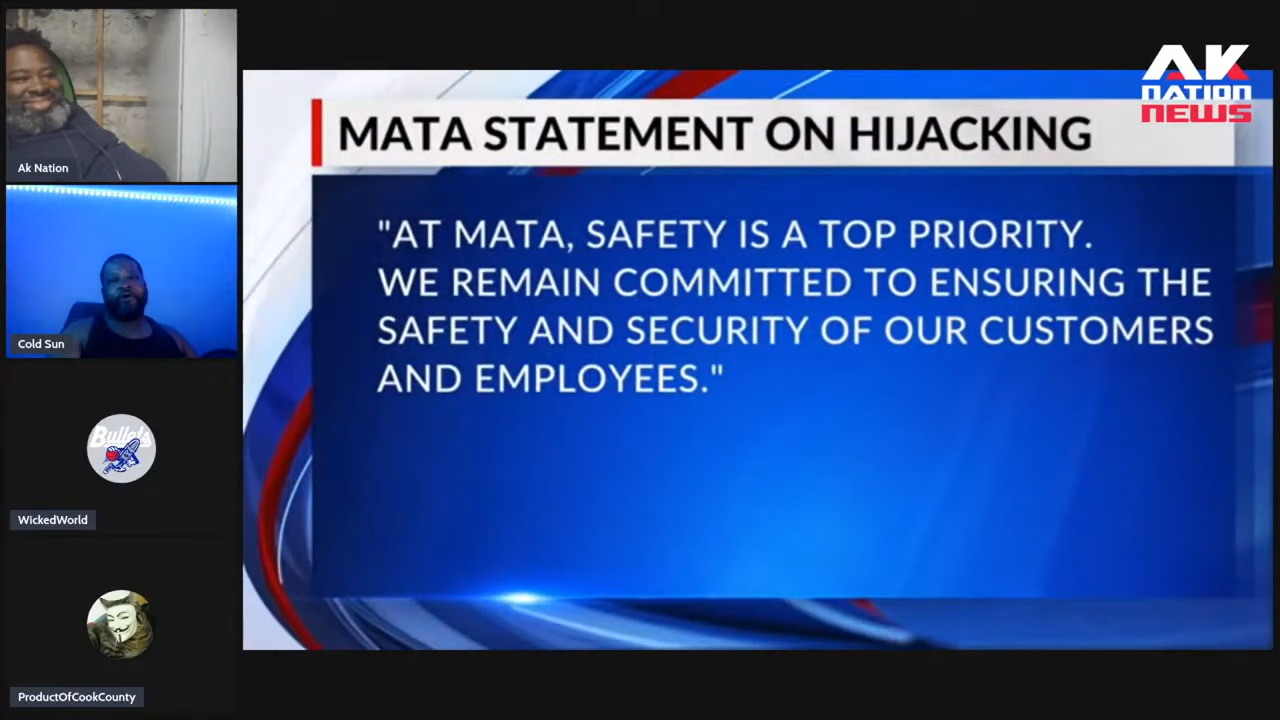 Ak Nation
Cold Sun
Bullets
WickedWorld
ProductOfCookCounty
AK
NATION
NEWS
MATA STATEMENT ON HIJACKING
"AT MATA, SAFETY IS A TOP PRIORITY.
WE REMAIN COMMITTED TO ENSURING THE
SAFETY AND SECURITY OF OUR CUSTOMERS
AND EMPLOYEES."